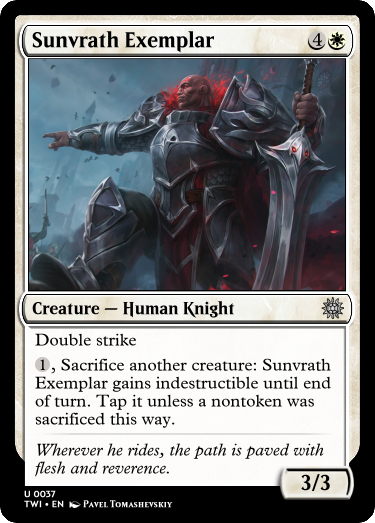 Sunvrath Exemplar 4
Creature — Human Knight
Double strike
1, Sacrifice another creature: Sunvrath
Exemplar gains indestructible until end
of turn. Tap it unless a nontoken was
sacrificed this way.
Wherever he rides, the path is paved with
flesh and reverence.
3/3
U 0037
TWI • EN Pavel Tomashevskiy